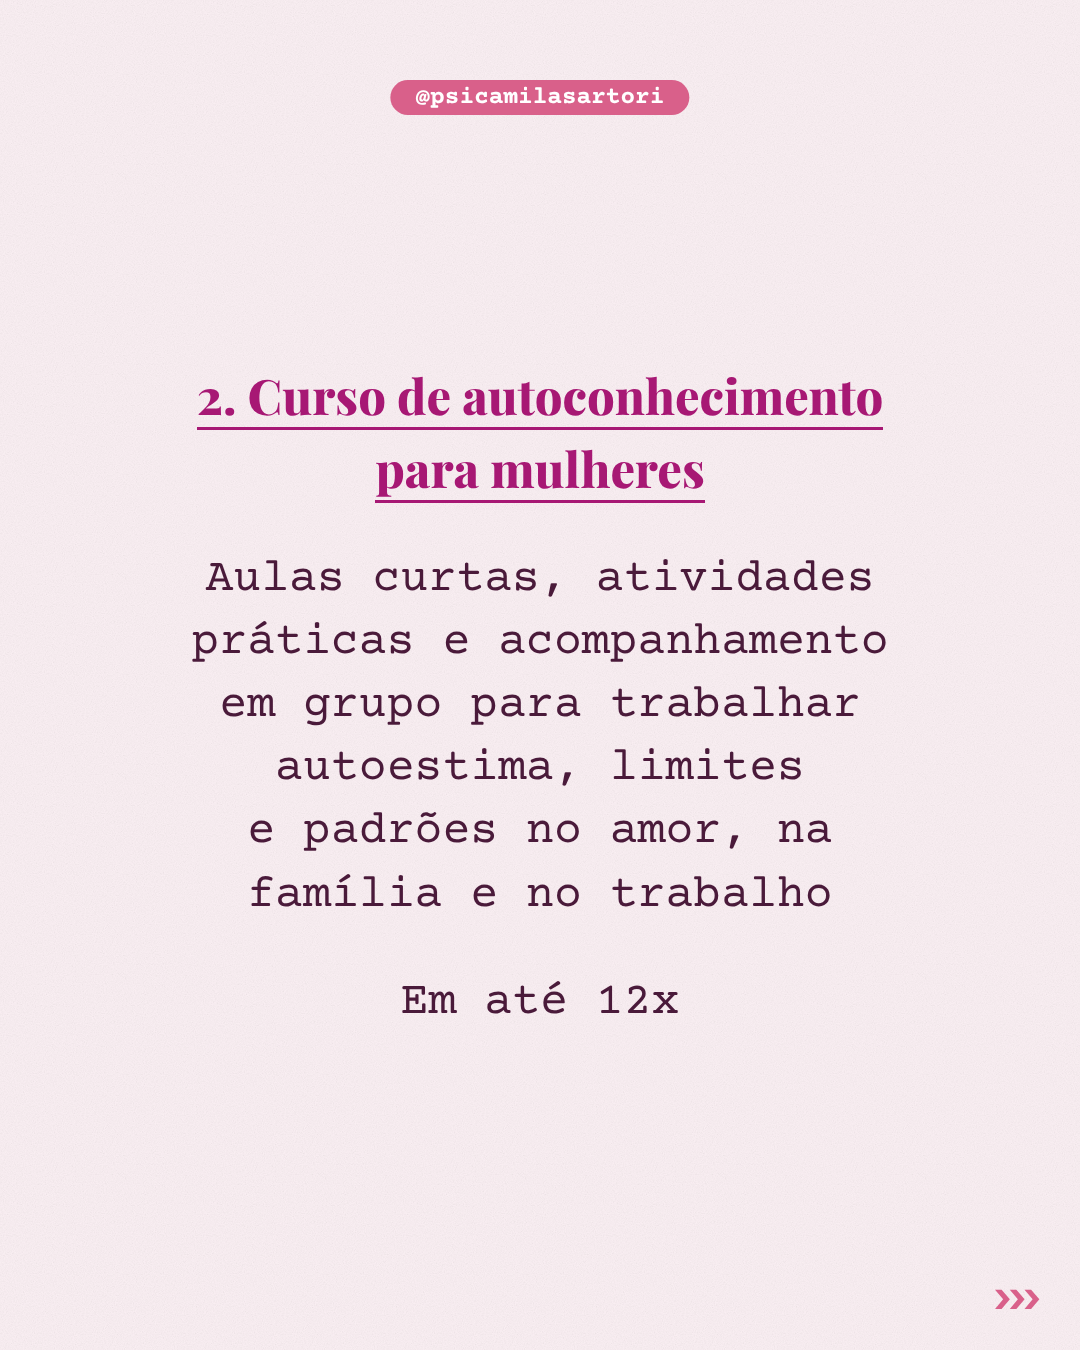 @psicamilasartori
2. Curso de autoconhecimento
para mulheres
Aulas curtas, atividades
práticas e acompanhamento
em grupo para trabalhar
autoestima, limites
e padrões no amor, na
família e no trabalho
Em até 12x